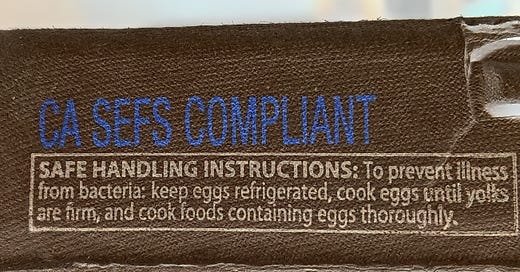 CA SEFS COMPLIANT
SAFE HANDLING INSTRUCTIONS: To prevent illness
from bacteria: keep eggs refrigerated, cook eggs until yolks
are firm, and cook foods containing eggs thoroughly.